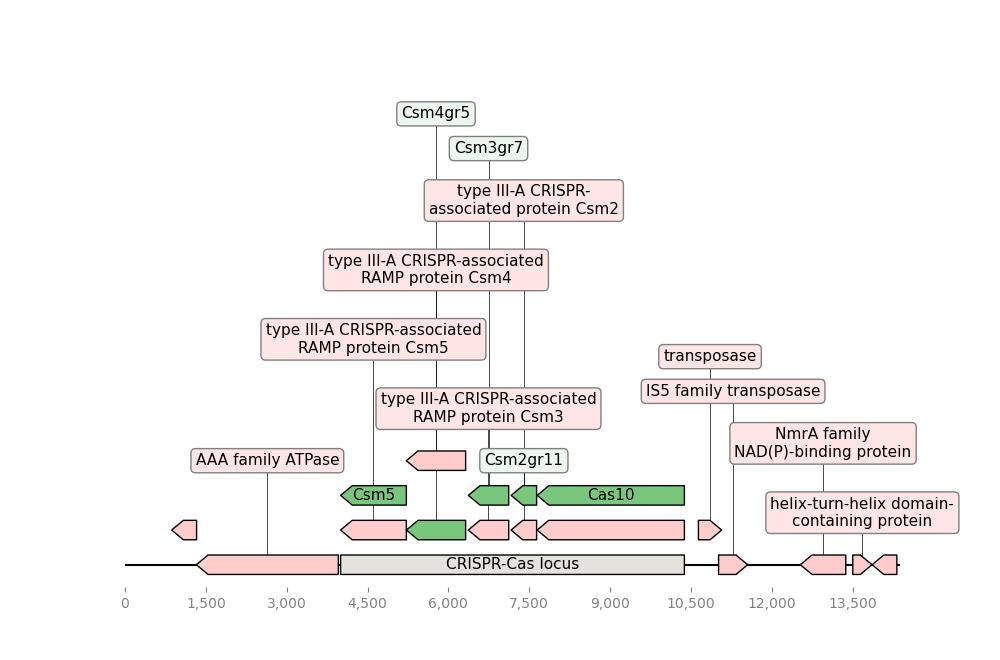 Csm4gr5
Csm3gr7
type III-A CRISPR-
associated protein Csm2
type III-A CRISPR-associated
RAMP protein Csm4
type III-A CRISPR-associated
RAMP protein Csm5
transposase
IS5 family transposase
type III-A CRISPR-associated
RAMP protein Csm3
NmrA family
NAD(P)-binding protein
AAA family ATPase
Csm2gr11
Csm5
Cas10
helix-turn-helix domain-
containing protein
CRISPR-Cas locus
0
1,500
3,000
4,500
6,000
7,500
9,000
10,500
12,000
13,500